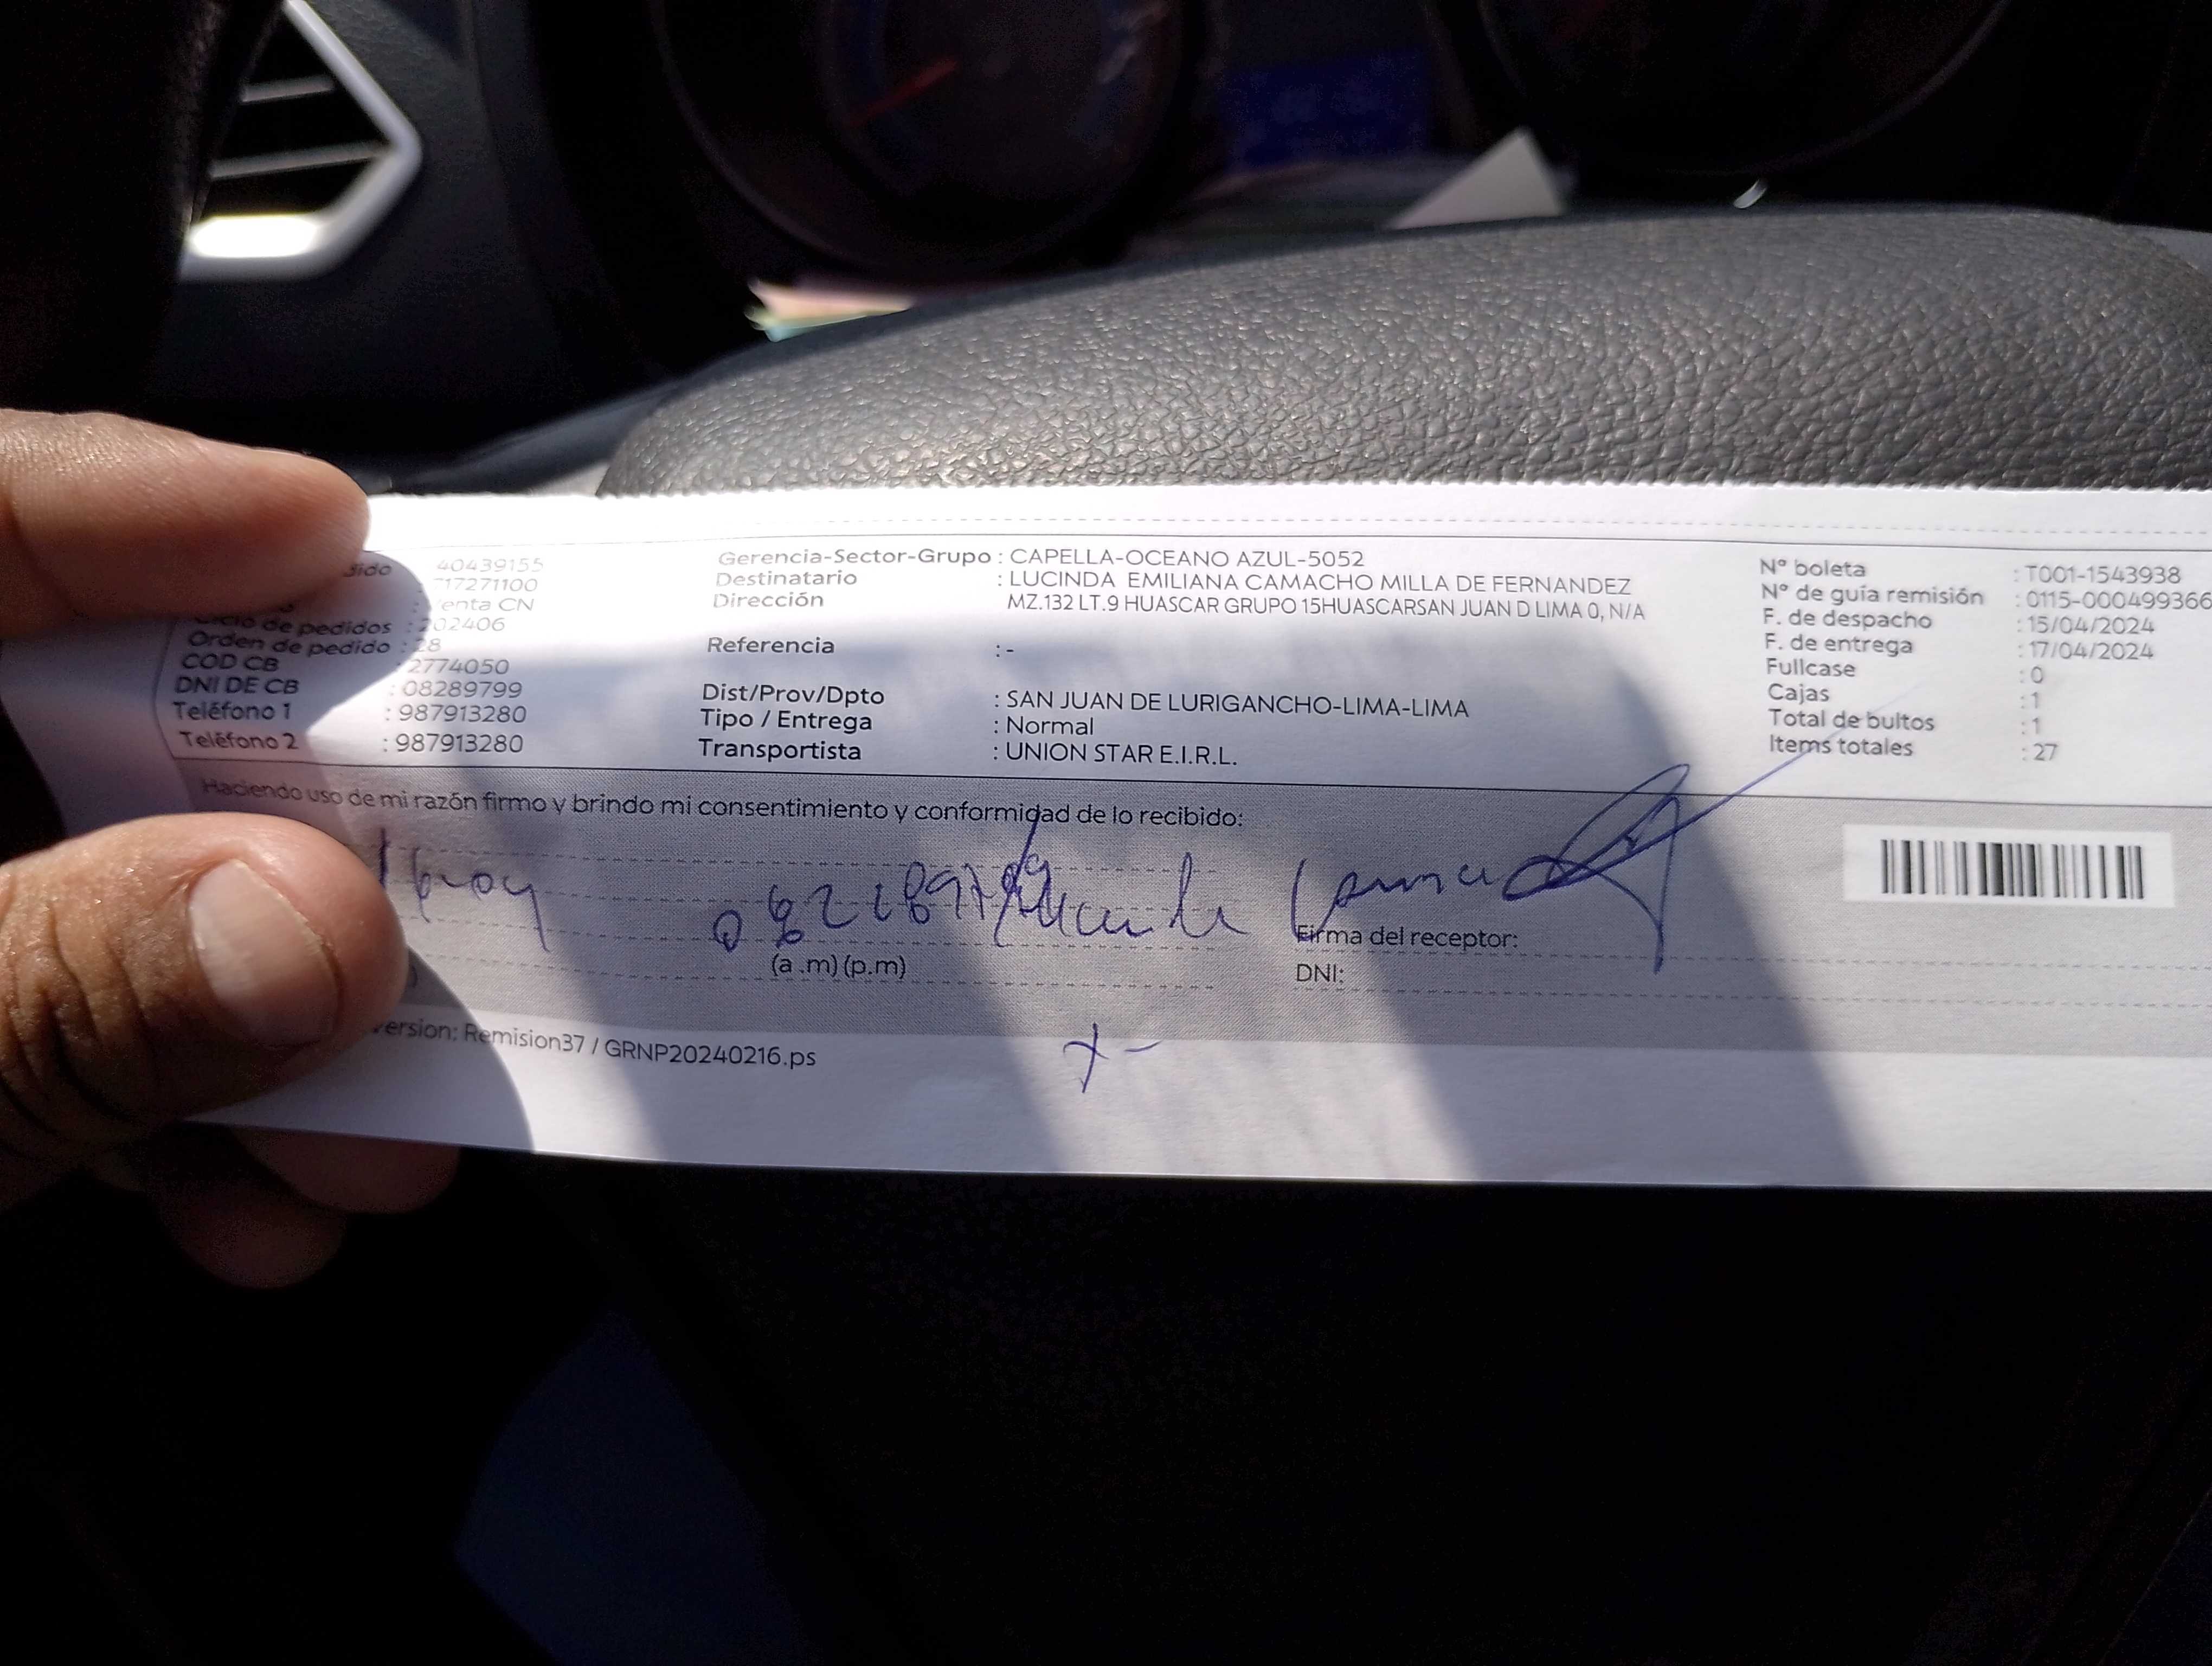 dido 40439155
717271100
: Venta CN
Ciclo de pedidos : 202406
Orden de pedido : 28
COD CB : 2774050
DNI DE CB : 08289799
Teléfono 1 : 987913280
Teléfono 2 : 987913280
Gerencia-Sector-Grupo : CAPELLA-OCEANO AZUL-5052
Destinatario : LUCINDA EMILIANA CAMACHO MILLA DE FERNANDEZ
Dirección MZ.132 LT.9 HUASCAR GRUPO 15HUASCARSAN JUAN D LIMA 0, N/A
Referencia : -
Dist/Prov/Dpto : SAN JUAN DE LURIGANCHO-LIMA-LIMA
Tipo / Entrega : Normal
Transportista : UNION STAR E.I.R.L.
Nº boleta : T001-1543938
Nº de guía remisión : 0115-000499366
F. de despacho : 15/04/2024
F. de entrega : 17/04/2024
Fullcase : 0
Cajas : 1
Total de bultos : 1
Items totales : 27
Haciendo uso de mi razón firmo y brindo mi consentimiento y conformidad de lo recibido:
(a .m) (p.m)
Firma del receptor:
DNI:
version: Remision37 / GRNP20240216.ps